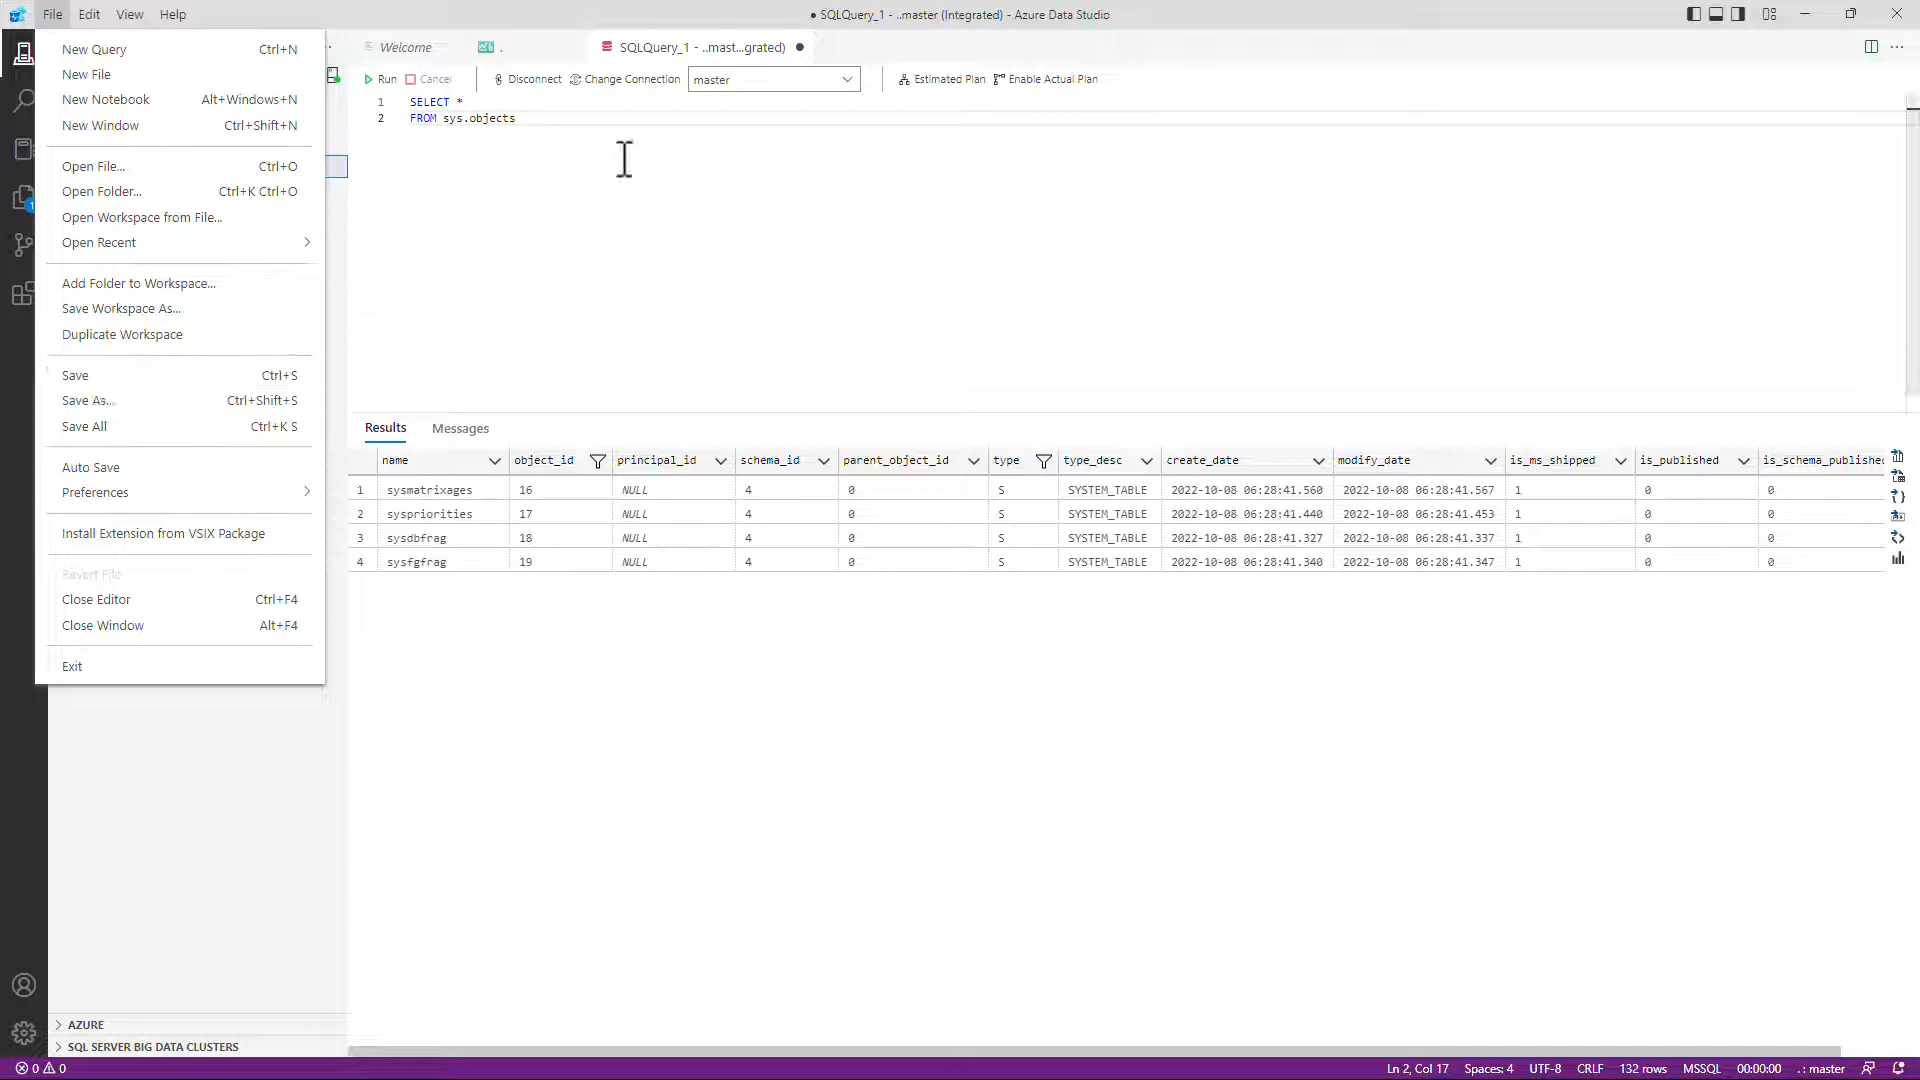 File Edit View Help
● SQLQuery_1 - ..master (Integrated) - Azure Data Studio
New Query Ctrl+N
New File
New Notebook Alt+Windows+N
New Window Ctrl+Shift+N
Open File... Ctrl+O
Open Folder... Ctrl+K Ctrl+O
Open Workspace from File...
Open Recent
Add Folder to Workspace...
Save Workspace As...
Duplicate Workspace
Save Ctrl+S
Save As... Ctrl+Shift+S
Save All Ctrl+K S
Auto Save
Preferences
Install Extension from VSIX Package
Revert File
Close Editor Ctrl+F4
Close Window Alt+F4
Exit
1
AZURE
SQL SERVER BIG DATA CLUSTERS
Welcome . SQLQuery_1 - ..mast...grated) ●
Run Cancel Disconnect Change Connection master Estimated Plan Enable Actual Plan
1 SELECT *
2 FROM sys.objects
Results Messages
name object_id principal_id schema_id parent_object_id type type_desc create_date modify_date is_ms_shipped is_published is_schema_published
1 sysmatrixages 16 NULL 4 0 S SYSTEM_TABLE 2022-10-08 06:28:41.560 2022-10-08 06:28:41.567 1 0 0
2 syspriorities 17 NULL 4 0 S SYSTEM_TABLE 2022-10-08 06:28:41.440 2022-10-08 06:28:41.453 1 0 0
3 sysdbfrag 18 NULL 4 0 S SYSTEM_TABLE 2022-10-08 06:28:41.327 2022-10-08 06:28:41.337 1 0 0
4 sysfgfrag 19 NULL 4 0 S SYSTEM_TABLE 2022-10-08 06:28:41.340 2022-10-08 06:28:41.347 1 0 0
0 0 Ln 2, Col 17 Spaces: 4 UTF-8 CRLF 132 rows MSSQL 00:00:00 . : master